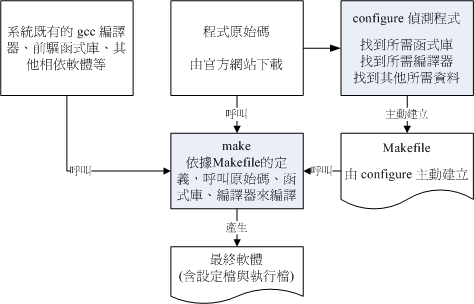 系統既有的 gcc 編譯
器、前驅函式庫、其
他相依軟體等
程式原始碼
由官方網站下載
configure 偵測程式
找到所需函式庫
找到所需編譯器
找到其他所需資料
呼叫
主動建立
呼叫
make
依據Makefile的定
義，呼叫原始碼、函
式庫、編譯器來編譯
呼叫
Makefile
由 configure 主動建立
產生
最終軟體
(含設定檔與執行檔)